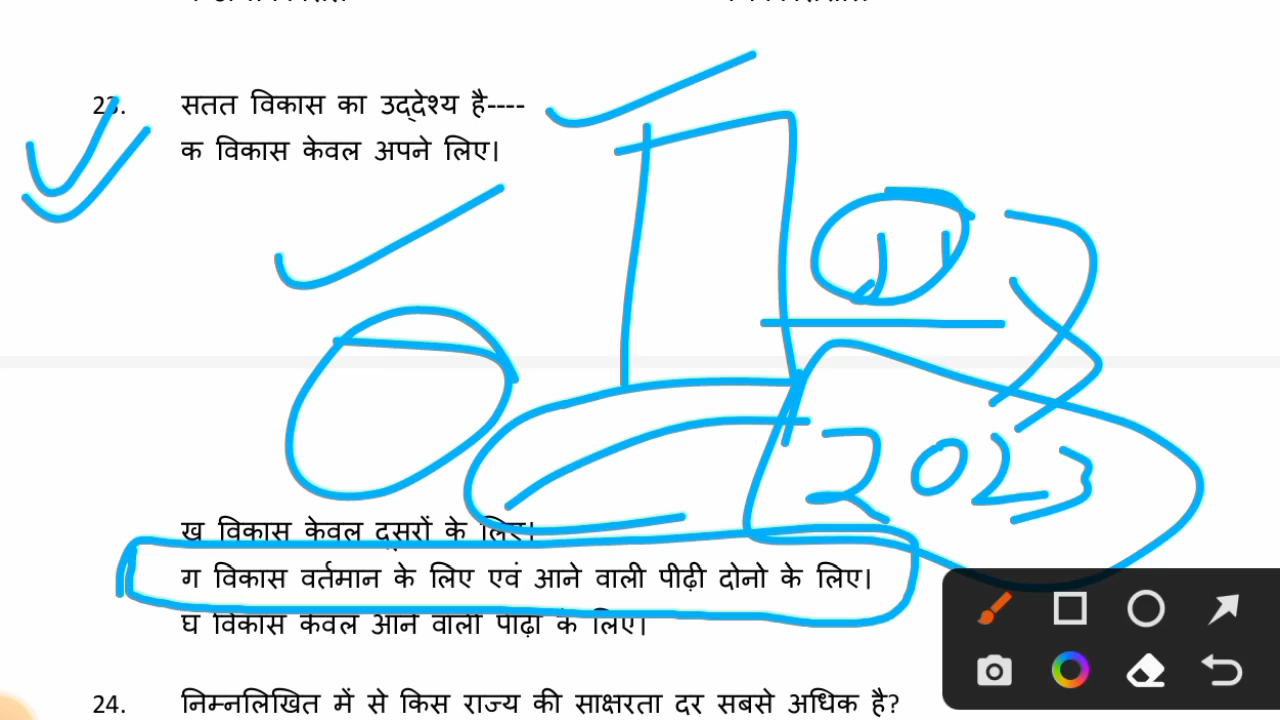 23. सतत विकास का उद्देश्य है----
क विकास केवल अपने लिए।
2023
ख विकास केवल दूसरों के लिए।
ग विकास वर्तमान के लिए एवं आने वाली पीढ़ी दोनो के लिए।
घ विकास केवल आने वाली पीढ़ी के लिए।
24. निम्नलिखित में से किस राज्य की साक्षरता दर सबसे अधिक है?